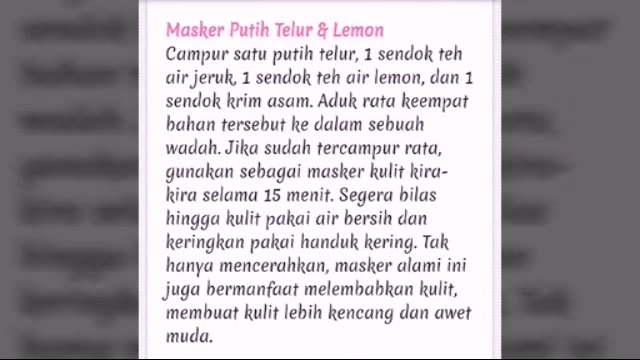 Masker Putih Telur & Lemon
Campur satu putih telur, 1 sendok teh
air jeruk, 1 sendok teh air lemon, dan 1
sendok krim asam. Aduk rata keempat
bahan tersebut ke dalam sebuah
wadah. Jika sudah tercampur rata,
gunakan sebagai masker kulit kira-
kira selama 15 menit. Segera bilas
hingga kulit pakai air bersih dan
keringkan pakai handuk kering. Tak
hanya mencerahkan, masker alami ini
juga bermanfaat melembabkan kulit,
membuat kulit lebih kencang dan awet
muda.